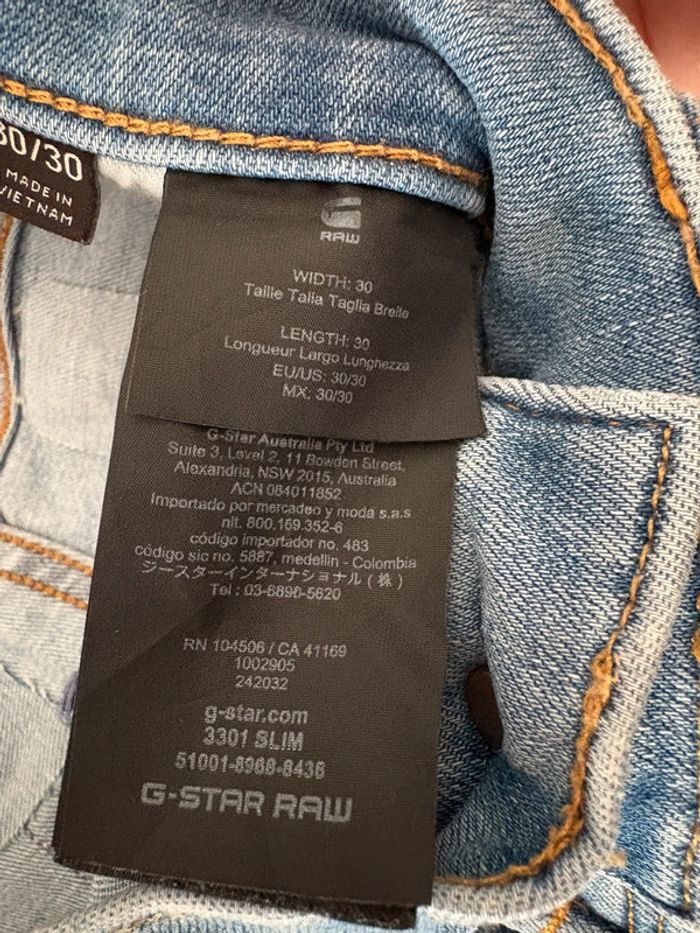 30/30
MADE IN
VIETNAM
RAW
WIDTH: 30
Taille Talla Taglia Breite
LENGTH: 30
Longueur Largo Lunghezza
EU/US: 30/30
MX: 30/30
G-Star Australia Pty Ltd
Suite 3, Level 2, 11 Bowden Street,
Alexandria, NSW 2015, Australia
ACN 084011852
Importado por mercadeo y moda s.a.s
nit. 800.159.352-6
código importador no. 483
código sic no. 5887, medellin - Colombia
ジースターインターナショナル(株)
Tel: 03-6890-5620
RN 104506 / CA 41169
1002905
242032
g-star.com
3301 SLIM
51001-8968-8436
G-STAR RAW